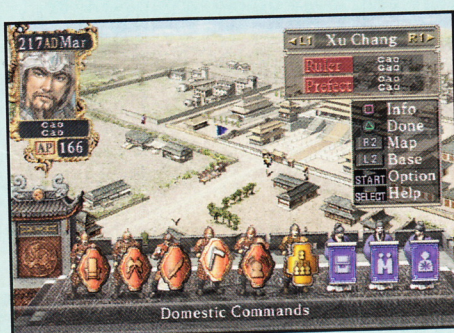 217AD Mar
Cao
Cao
AP 166
◄L1 Xu Chang R1►
Ruler Cao Cao
Prefect Cao Cao
□ Info
△ Done
R2 Map
L2 Base
START Option
SELECT Help
Domestic Commands